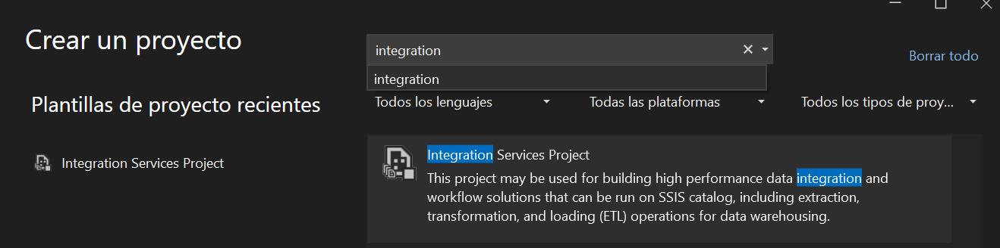 Crear un proyecto
integration
integration
Borrar todo
Plantillas de proyecto recientes
Todos los lenguajes
Todas las plataformas
Todos los tipos de proy...
Integration Services Project
Integration Services Project
This project may be used for building high performance data integration and
workflow solutions that can be run on SSIS catalog, including extraction,
transformation, and loading (ETL) operations for data warehousing.